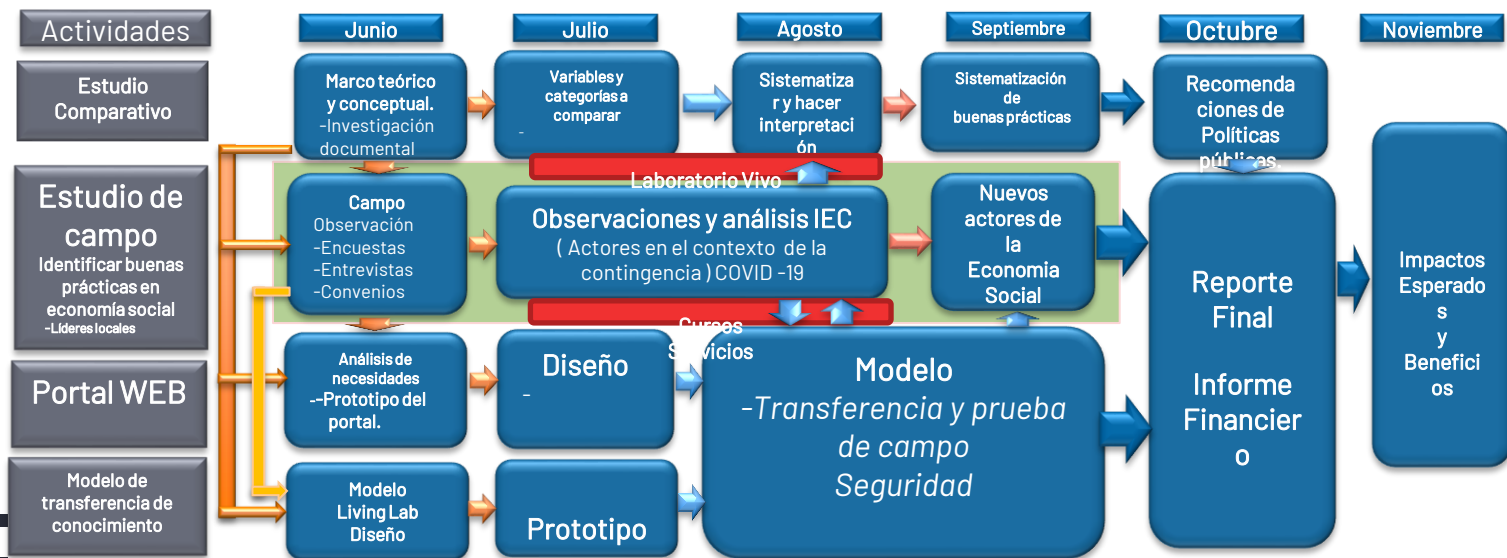 Actividades
Junio
Julio
Agosto
Septiembre
Octubre
Noviembre
Estudio
Comparativo
Marco teórico
y conceptual.
-Investigación
documental
Variables y
categorías a
comparar
-
Sistematiza
r y hacer
interpretaci
ón
Sistematización
de
buenas prácticas
Recomenda
ciones de
Políticas
públicas.
Estudio de
campo
Identificar buenas
prácticas en
economía social
-Líderes locales
Campo
Observación
-Encuestas
-Entrevistas
-Convenios
Laboratorio Vivo
Observaciones y análisis IEC
( Actores en el contexto de la
contingencia ) COVID -19
Nuevos
actores de
la
Economia
Social
Cursos
Servicios
Reporte
Final
Informe
Financier
o
Impactos
Esperado
s
y
Benefici
os
Portal WEB
Análisis de
necesidades
--Prototipo del
portal.
Diseño
-
Modelo
-Transferencia y prueba
de campo
Seguridad
Modelo de
transferencia de
conocimiento
Modelo
Living Lab
Diseño
Prototipo